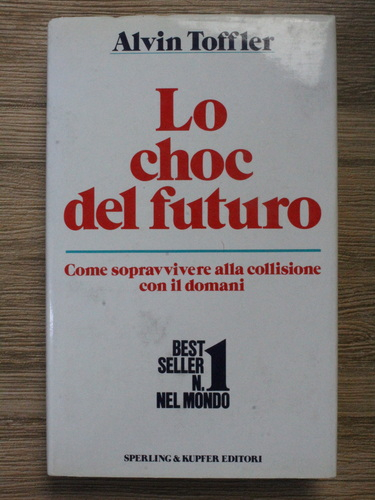 Alvin Toffler
Lo
choc
del futuro
Come sopravvivere alla collisione
con il domani
BEST
SELLER
N. 1
NEL MONDO
SPERLING & KUPFER EDITORI